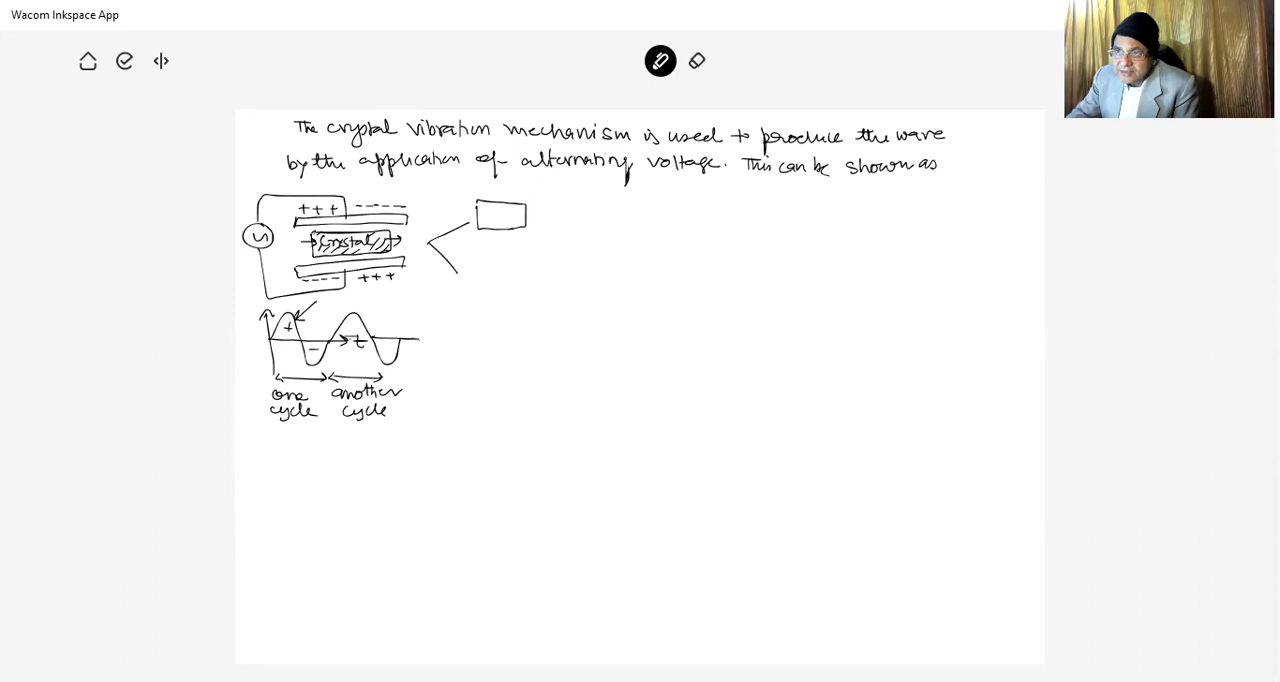 Wacom Inkspace App
The crystal vibration mechanism is used to produce the wave
by the application of alternating voltage. This can be shown as
+ + + - - - - -
Crystal
- - - - + + +
+
- t
one another
cycle cycle